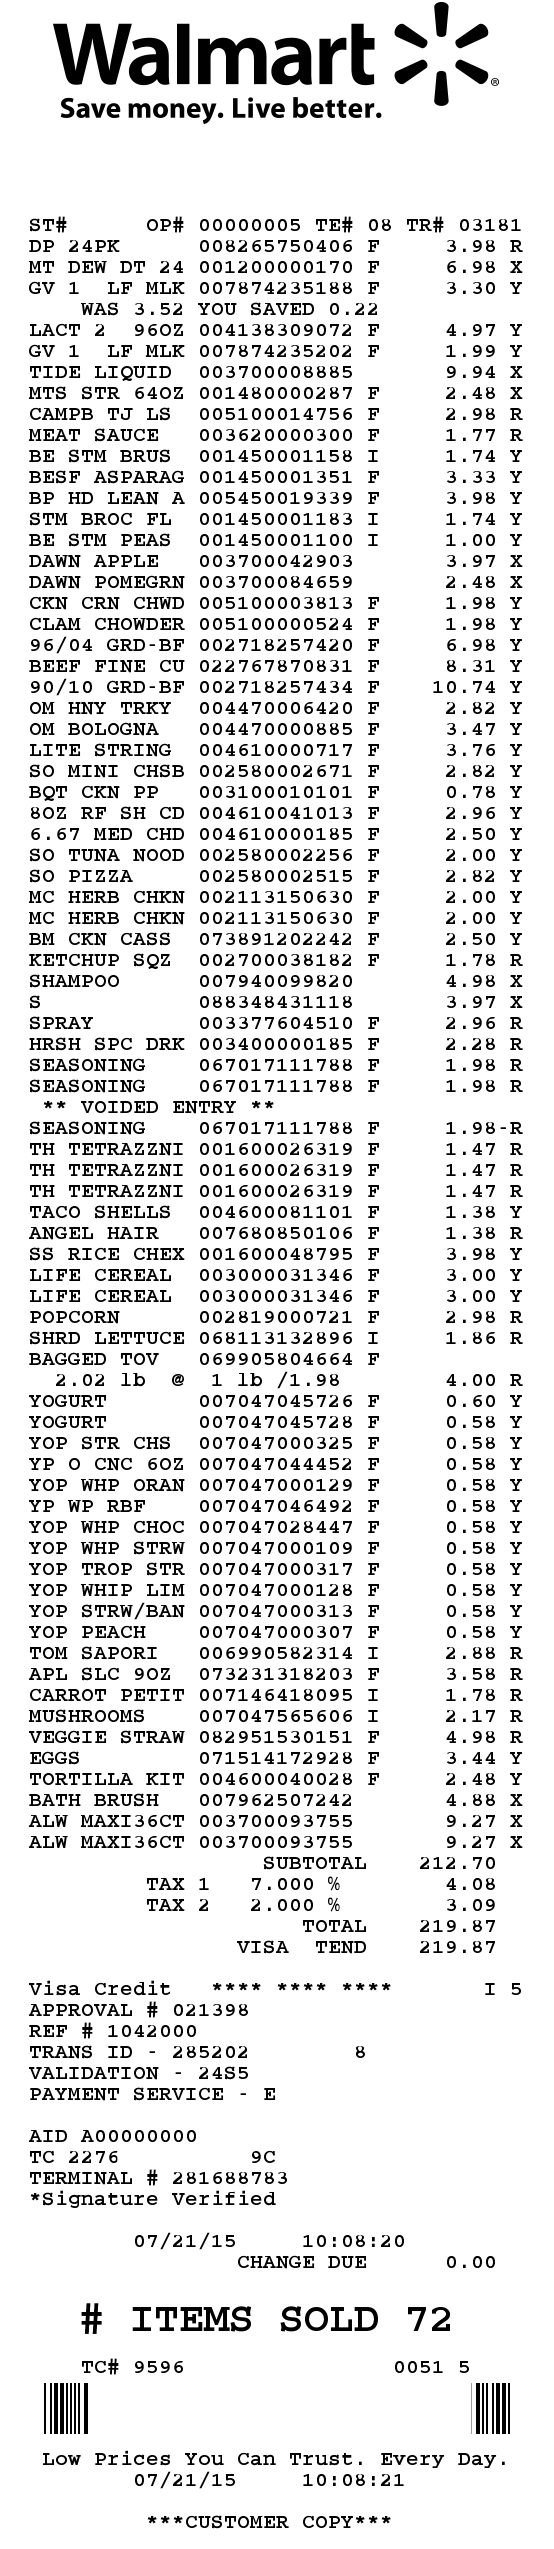 Walmart
Save money. Live better.
ST# OP# 00000005 TE# 08 TR# 03181
DP 24PK 008265750406 F 3.98 R
MT DEW DT 24 001200000170 F 6.98 X
GV 1 LF MLK 007874235188 F 3.30 Y
WAS 3.52 YOU SAVED 0.22
LACT 2 96OZ 004138309072 F 4.97 Y
GV 1 LF MLK 007874235202 F 1.99 Y
TIDE LIQUID 003700008885 9.94 X
MTS STR 64OZ 001480000287 F 2.48 X
CAMPB TJ LS 005100014756 F 2.98 R
MEAT SAUCE 003620000300 F 1.77 R
BE STM BRUS 001450001158 I 1.74 Y
BESF ASPARAG 001450001351 F 3.33 Y
BP HD LEAN A 005450019339 F 3.98 Y
STM BROC FL 001450001183 I 1.74 Y
BE STM PEAS 001450001100 I 1.00 Y
DAWN APPLE 003700042903 3.97 X
DAWN POMEGRN 003700084659 2.48 X
CKN CRN CHWD 005100003813 F 1.98 Y
CLAM CHOWDER 005100000524 F 1.98 Y
96/04 GRD-BF 002718257420 F 6.98 Y
BEEF FINE CU 022767870831 F 8.31 Y
90/10 GRD-BF 002718257434 F 10.74 Y
OM HNY TRKY 004470006420 F 2.82 Y
OM BOLOGNA 004470000885 F 3.47 Y
LITE STRING 004610000717 F 3.76 Y
SO MINI CHSB 002580002671 F 2.82 Y
BQT CKN PP 003100010101 F 0.78 Y
8OZ RF SH CD 004610041013 F 2.96 Y
6.67 MED CHD 004610000185 F 2.50 Y
SO TUNA NOOD 002580002256 F 2.00 Y
SO PIZZA 002580002515 F 2.82 Y
MC HERB CHKN 002113150630 F 2.00 Y
MC HERB CHKN 002113150630 F 2.00 Y
BM CKN CASS 073891202242 F 2.50 Y
KETCHUP SQZ 002700038182 F 1.78 R
SHAMPOO 007940099820 4.98 X
S 088348431118 3.97 X
SPRAY 003377604510 F 2.96 R
HRSH SPC DRK 003400000185 F 2.28 R
SEASONING 067017111788 F 1.98 R
SEASONING 067017111788 F 1.98 R
** VOIDED ENTRY **
SEASONING 067017111788 F 1.98-R
TH TETRAZZNI 001600026319 F 1.47 R
TH TETRAZZNI 001600026319 F 1.47 R
TH TETRAZZNI 001600026319 F 1.47 R
TACO SHELLS 004600081101 F 1.38 Y
ANGEL HAIR 007680850106 F 1.38 R
SS RICE CHEX 001600048795 F 3.98 Y
LIFE CEREAL 003000031346 F 3.00 Y
LIFE CEREAL 003000031346 F 3.00 Y
POPCORN 002819000721 F 2.98 R
SHRD LETTUCE 068113132896 I 1.86 R
BAGGED TOV 069905804664 F
2.02 lb @ 1 lb /1.98 4.00 R
YOGURT 007047045726 F 0.60 Y
YOGURT 007047045728 F 0.58 Y
YOP STR CHS 007047000325 F 0.58 Y
YP O CNC 6OZ 007047044452 F 0.58 Y
YOP WHP ORAN 007047000129 F 0.58 Y
YP WP RBF 007047046492 F 0.58 Y
YOP WHP CHOC 007047028447 F 0.58 Y
YOP WHP STRW 007047000109 F 0.58 Y
YOP TROP STR 007047000317 F 0.58 Y
YOP WHIP LIM 007047000128 F 0.58 Y
YOP STRW/BAN 007047000313 F 0.58 Y
YOP PEACH 007047000307 F 0.58 Y
TOM SAPORI 006990582314 I 2.88 R
APL SLC 9OZ 073231318203 F 3.58 R
CARROT PETIT 007146418095 I 1.78 R
MUSHROOMS 007047565606 I 2.17 R
VEGGIE STRAW 082951530151 F 4.98 R
EGGS 071514172928 F 3.44 Y
TORTILLA KIT 004600040028 F 2.48 Y
BATH BRUSH 007962507242 4.88 X
ALW MAXI36CT 003700093755 9.27 X
ALW MAXI36CT 003700093755 9.27 X
SUBTOTAL 212.70
TAX 1 7.000 % 4.08
TAX 2 2.000 % 3.09
TOTAL 219.87
VISA TEND 219.87
Visa Credit **** **** **** I 5
APPROVAL # 021398
REF # 1042000
TRANS ID - 285202 8
VALIDATION - 24S5
PAYMENT SERVICE - E
AID A00000000
TC 2276 9C
TERMINAL # 281688783
*Signature Verified
07/21/15 10:08:20
CHANGE DUE 0.00
# ITEMS SOLD 72
TC# 9596 0051 5
Low Prices You Can Trust. Every Day.
07/21/15 10:08:21
***CUSTOMER COPY***